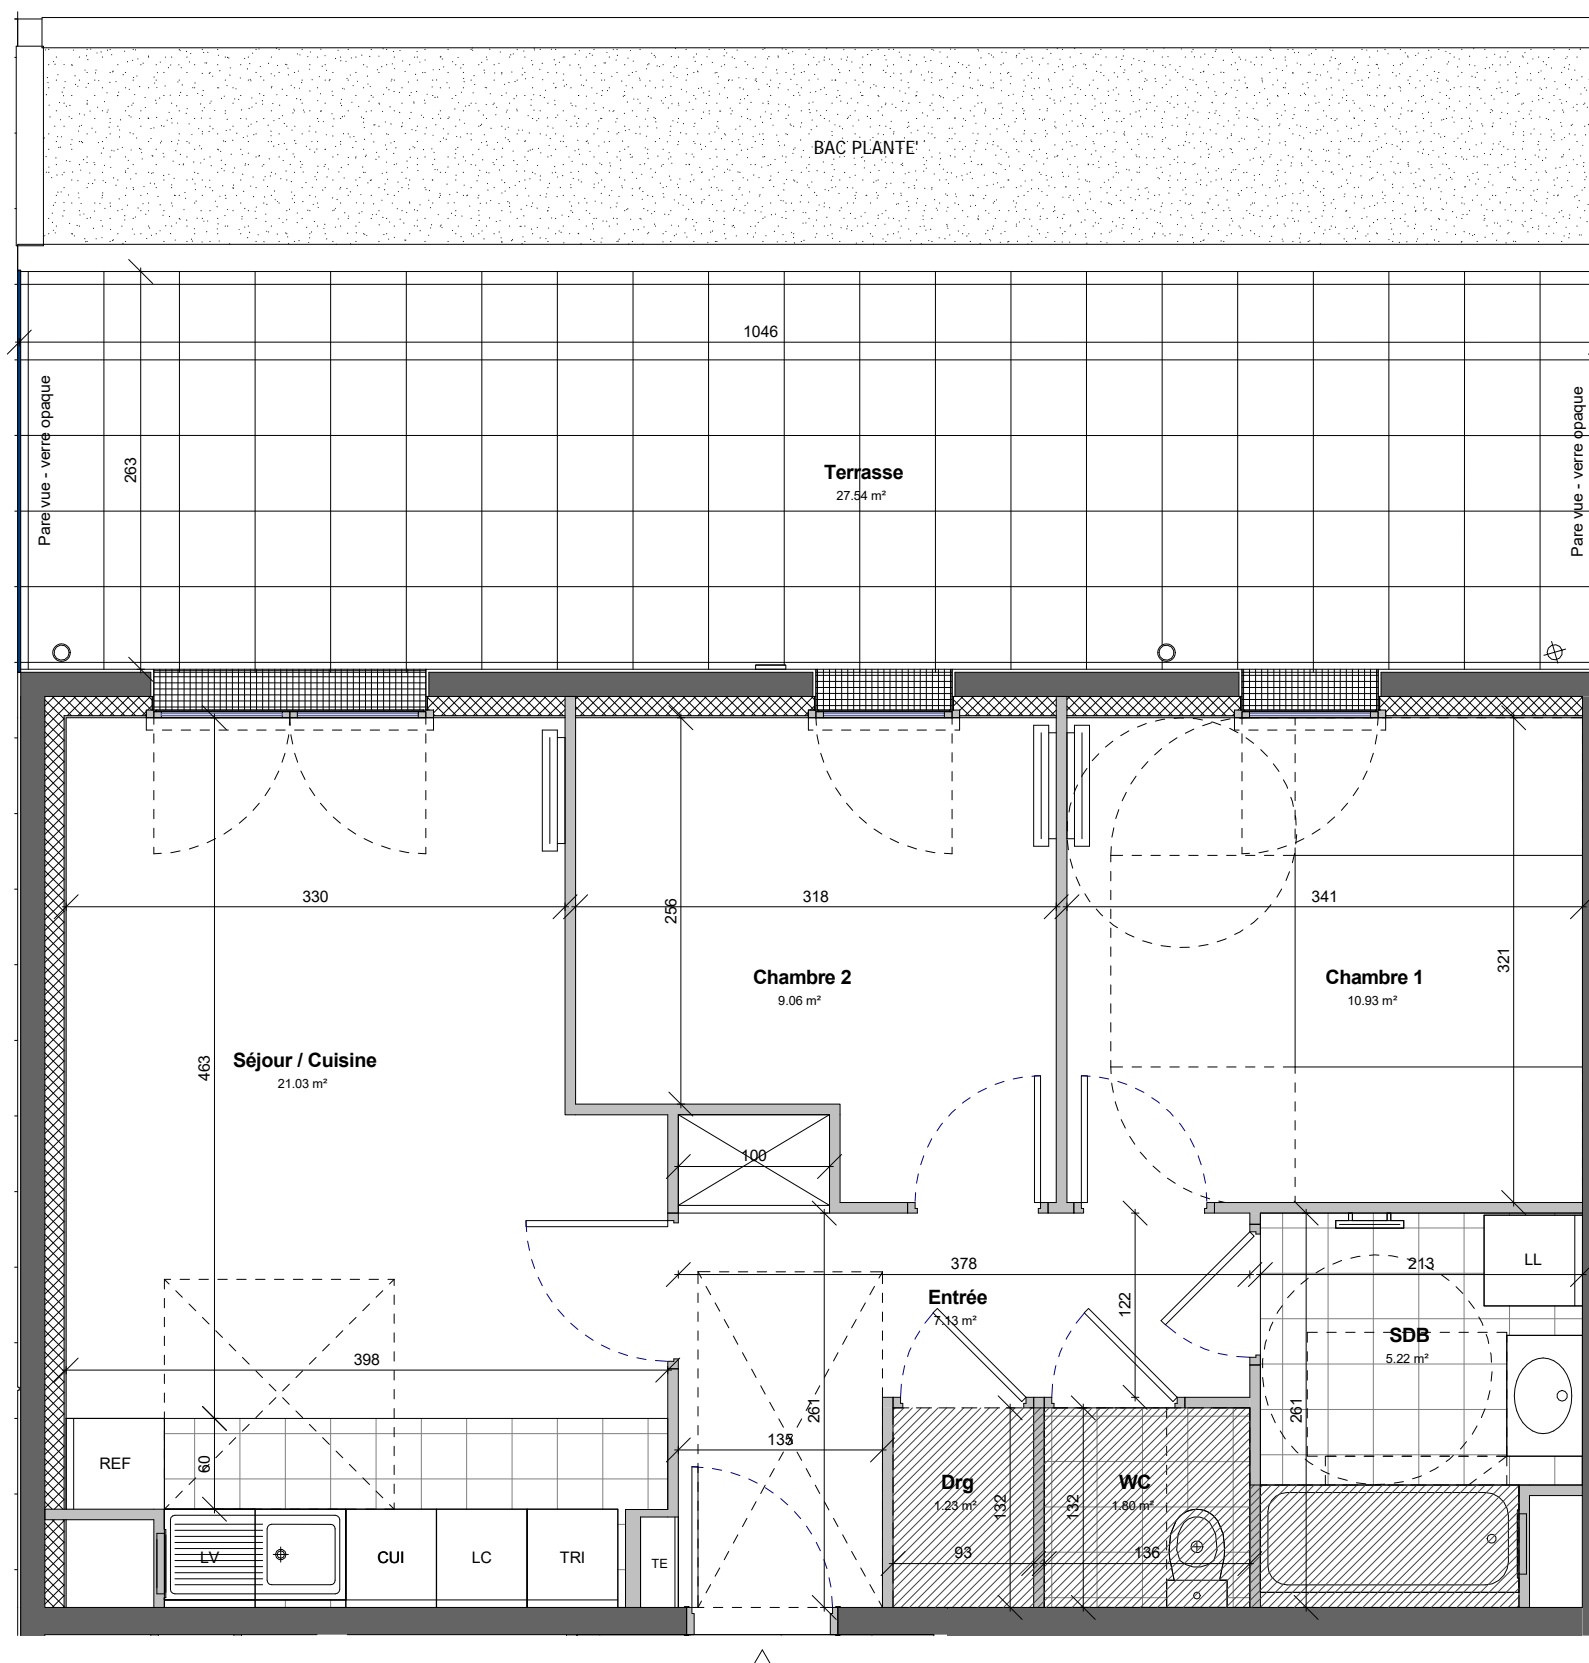 BAC PLANTE'
1046
Pare vue - verre opaque
263
Terrasse
27.54 m²
Pare vue - verre opaque
330
256
318
341
321
Chambre 2
9.06 m²
Chambre 1
10.93 m²
463
Séjour / Cuisine
21.03 m²
100
378
Entrée
7.13 m²
122
213
LL
SDB
5.22 m²
398
261
261
REF
60
Drg
1.23 m²
132
WC
1.80 m²
132
LV
CUI
LC
TRI
TE
93
136